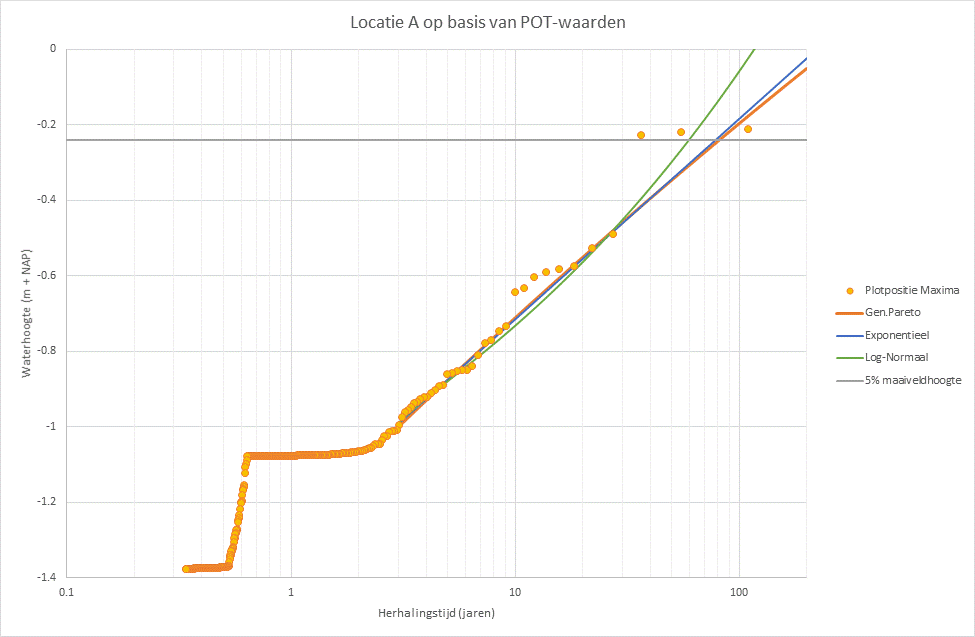 Locatie A op basis van POT-waarden
0
-0.2
-0.4
-0.6
-0.8
-1
-1.2
-1.4
Waterhoogte (m + NAP)
0.1 1 10 100
Herhalingstijd (jaren)
Plotpositie Maxima
Gen.Pareto
Exponentieel
Log-Normaal
5% maaiveldhoogte